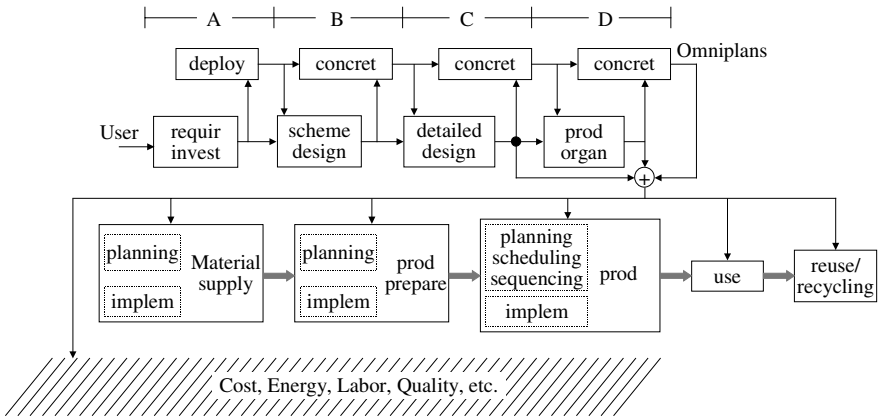 A B C D
Omniplans
deploy concret concret concret
User
requir
invest
scheme
design
detailed
design
prod
organ
+
planning
Material
supply
implem
planning
prod
prepare
implem
planning
scheduling
sequencing
prod
implem
use
reuse/
recycling
Cost, Energy, Labor, Quality, etc.